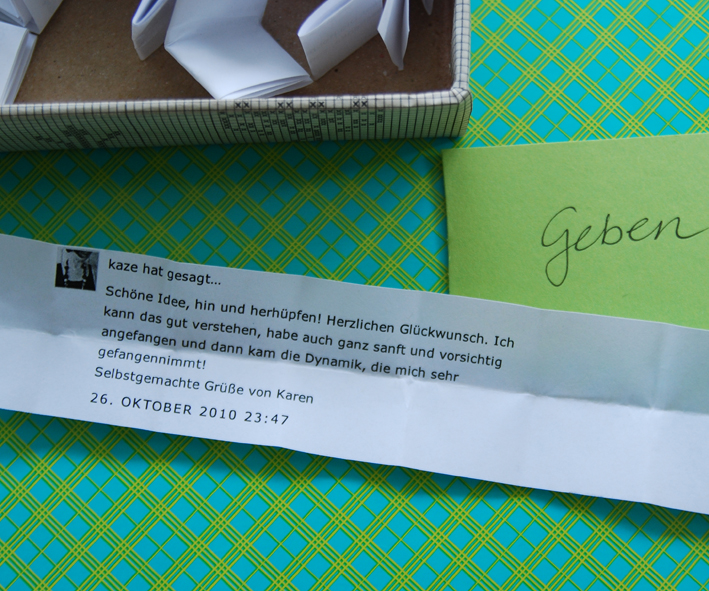 Geben
kaze hat gesagt...
Schöne Idee, hin und herhüpfen! Herzlichen Glückwunsch. Ich
kann das gut verstehen, habe auch ganz sanft und vorsichtig
angefangen und dann kam die Dynamik, die mich sehr
gefangennimmt!
Selbstgemachte Grüße von Karen
26. OKTOBER 2010 23:47